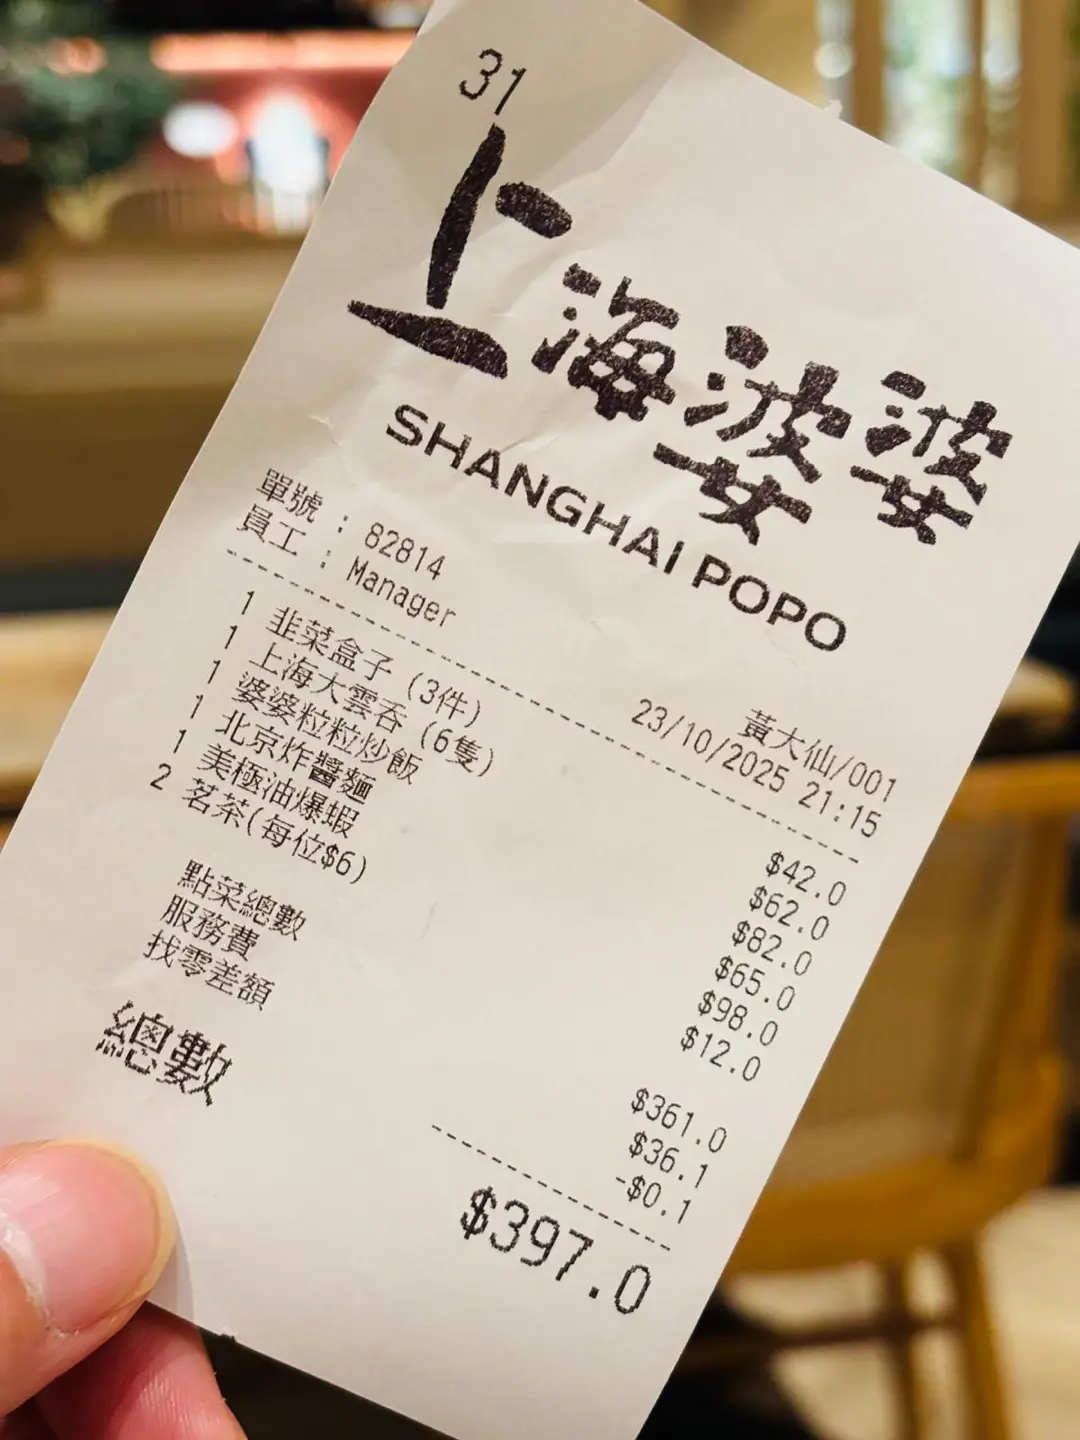 31
上海婆婆
SHANGHAI POPO
單號 : 82814
黃大仙/001
員工 : Manager
23/10/2025 21:15
1 韭菜盒子 (3件) $42.0
1 上海大雲吞 (6隻) $62.0
1 婆婆粒粒炒飯 $82.0
1 北京炸醬麵 $65.0
1 美極油爆蝦 $98.0
2 茗茶(每位$6) $12.0
點菜總數 $361.0
服務費 $36.1
找零差額 -$0.1
總數 $397.0